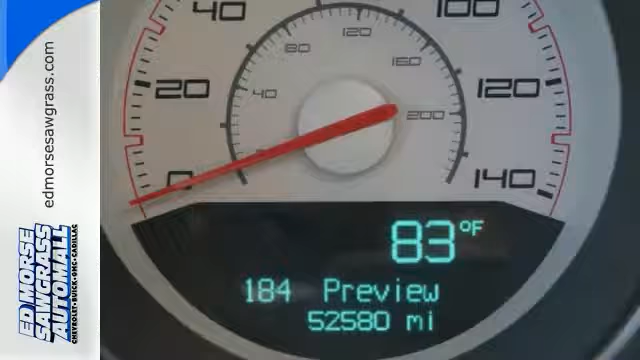 40
100
120
80
160
20
40
200
120
0
140
83°F
184 Preview
52580 mi
edmorsesawgrass.com
ED MORSE
SAWGRASS
AUTOMALL
CHEVROLET•BUICK•GMC•CADILLAC